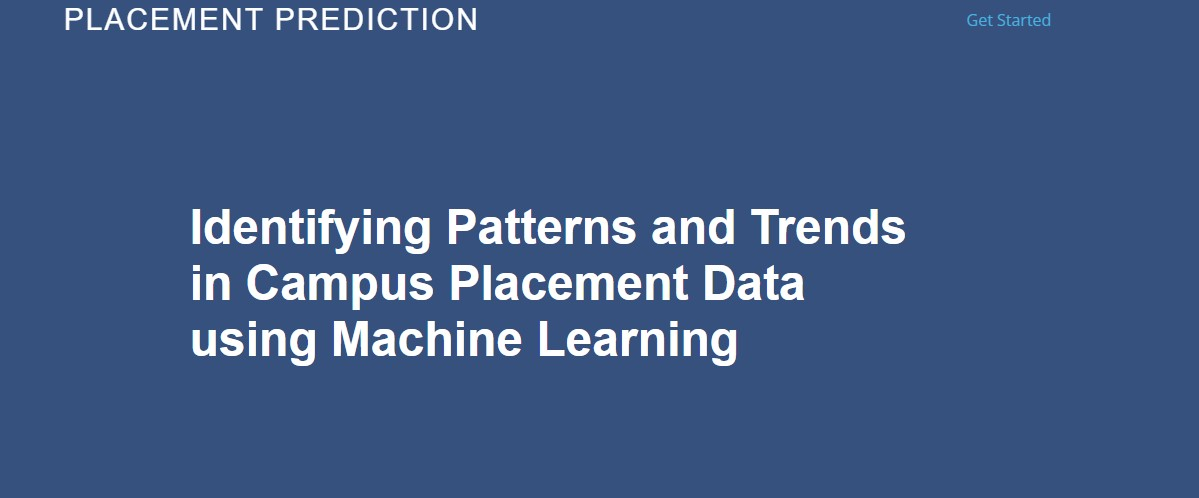 PLACEMENT PREDICTION
Get Started
Identifying Patterns and Trends
in Campus Placement Data
using Machine Learning